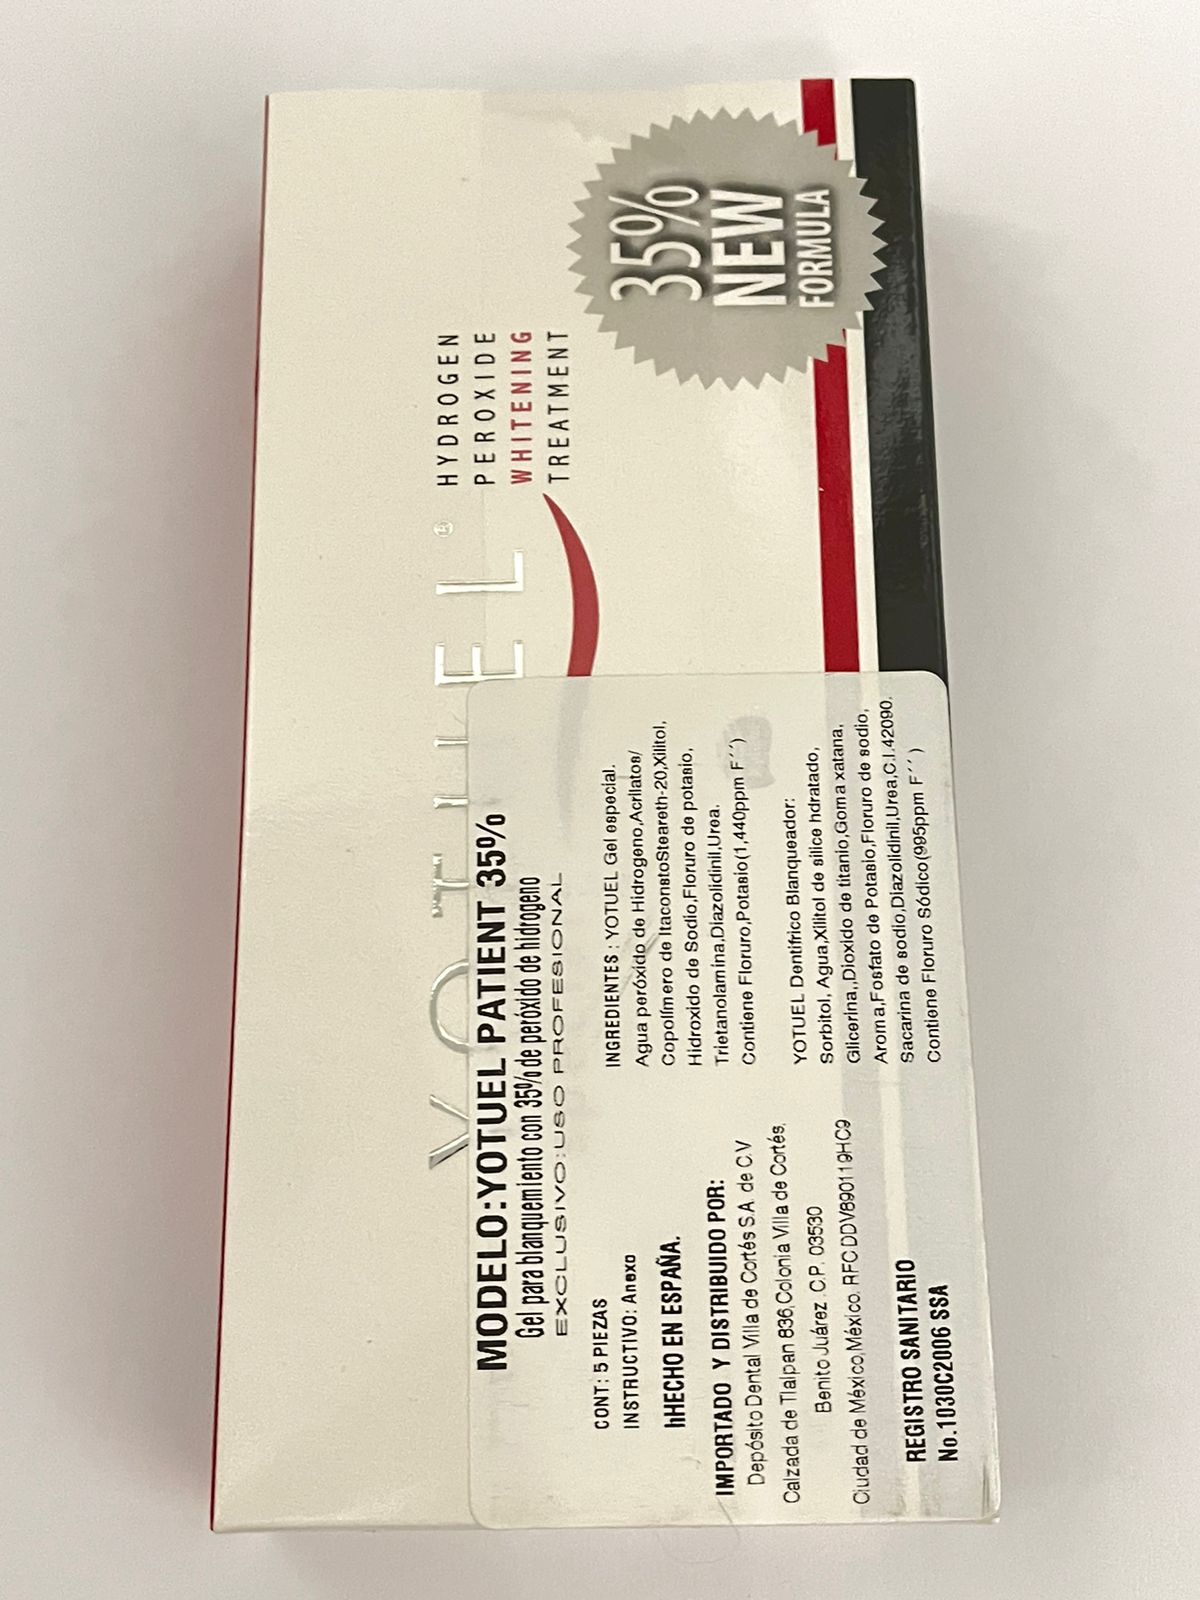 YOTUEL®
HYDROGEN
PEROXIDE
WHITENING
TREATMENT
35%
NEW
FORMULA
MODELO:YOTUEL PATIENT 35%
Gel para blanquemiento con 35% de peróxido de hidrogeno
EXCLUSIVO:USO PROFESIONAL
CONT: 5 PIEZAS
INSTRUCTIVO: Anexo
hHECHO EN ESPAÑA.
IMPORTADO Y DISTRIBUIDO POR:
Depósito Dental Villa de Cortés S.A. de C.V
Calzada de Tlalpan 836,Colonia Villa de Cortés,
Benito Juárez . C.P. 03530
Ciudad de México,México. RFC DDV890119HC9
REGISTRO SANITARIO
No.1030C2006 SSA
INGREDIENTES : YOTUEL Gel especial.
Agua peróxido de Hidrogeno,Acrilatos/
Copolímero de ItaconstoSteareth-20,Xilitol,
Hidroxido de Sodio,Floruro de potasio,
Trietanolamina,Diazolidinil,Urea.
Contiene Floruro,Potasio(1,440ppm F´´)
YOTUEL Dentifrico Blanqueador:
Sorbitol, Agua,Xilitol de silice hdratado,
Glicerina,,Dioxido de titanio,Goma xatana,
Aroma,Fosfato de Potasio,Floruro de sodio,
Sacarina de sodio,Diazolidinil,Urea,C.I.42090.
Contiene Floruro Sódico(995ppm F´´)